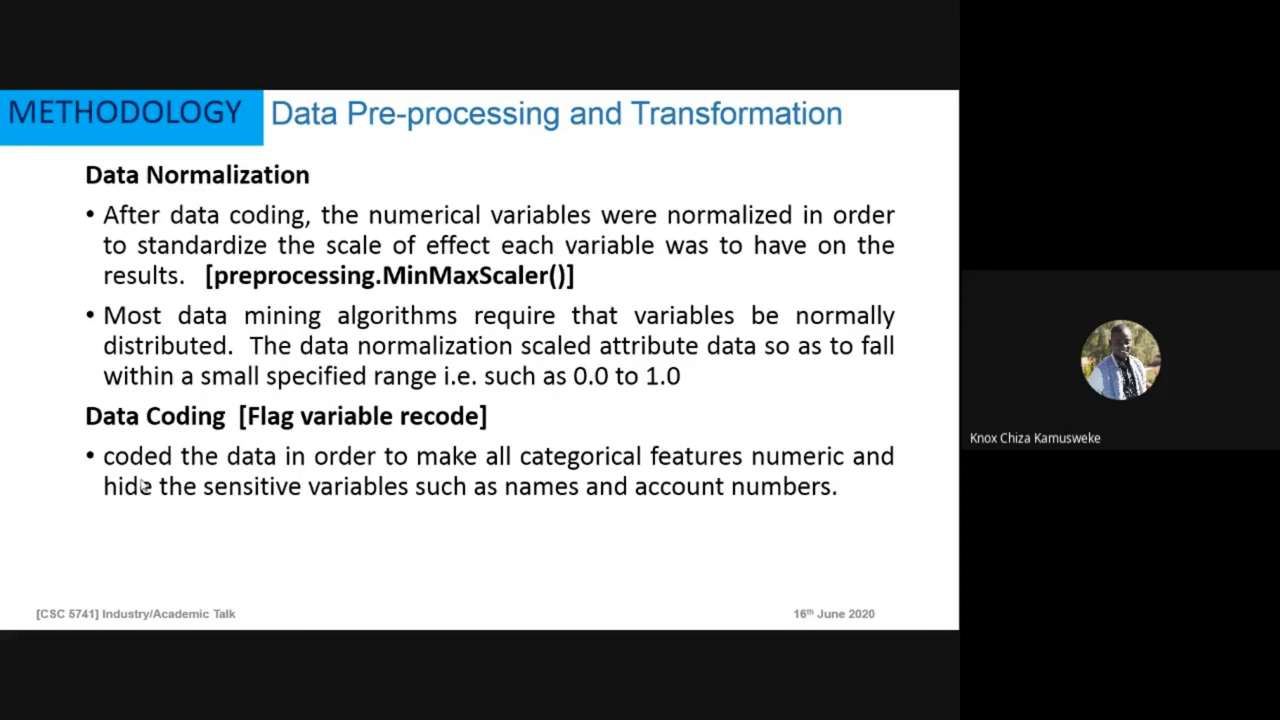 METHODOLOGY Data Pre-processing and Transformation
Data Normalization
• After data coding, the numerical variables were normalized in order
to standardize the scale of effect each variable was to have on the
results. [preprocessing.MinMaxScaler()]
• Most data mining algorithms require that variables be normally
distributed. The data normalization scaled attribute data so as to fall
within a small specified range i.e. such as 0.0 to 1.0
Data Coding [Flag variable recode]
• coded the data in order to make all categorical features numeric and
hide the sensitive variables such as names and account numbers.
[CSC 5741] Industry/Academic Talk
16th June 2020
Knox Chiza Kamusweke